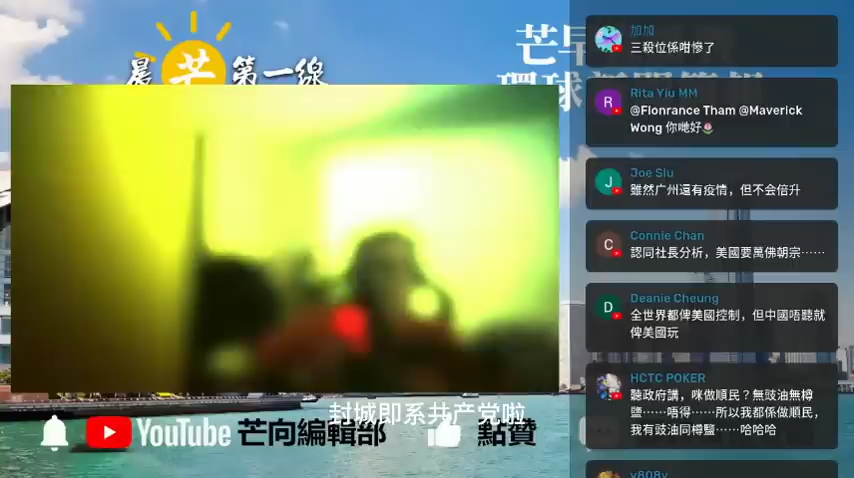 晨芒第一線
芒早
環球
加加
三殺位係咁慘了
Rita Yiu MM
@Flonrance Tham @Maverick
Wong 你哋好🌷
Joe Siu
雖然广州還有疫情，但不会倍升
Connie Chan
認同社長分析，美國要萬佛朝宗……
Deanie Cheung
全世界都俾美國控制，但中國唔聽就
俾美國玩
HCTC POKER
聽政府講，咪做順民？無豉油無樽
鹽……唔得……所以我都係做順民，
我有豉油同樽鹽……哈哈哈
y808y
封城即系共产党啦
YouTube 芒向編輯部 點贊